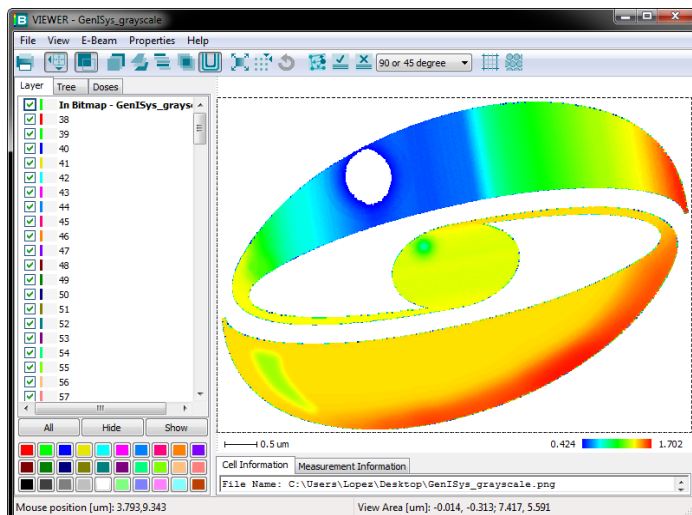 VIEWER - GenISys_grayscale
File View E-Beam Properties Help
90 or 45 degree
Layer Tree Doses
In Bitmap - GenISys_grays
38
39
40
41
42
43
44
45
46
47
48
49
50
51
52
53
54
55
56
57
All Hide Show
0.5 um
0.424 1.702
Cell Information Measurement Information
File Name: C:\Users\Lopez\Desktop\GenISys_grayscale.png
Mouse position [um]: 3.793,9.343
View Area [um]: -0.014, -0.313; 7.417, 5.591